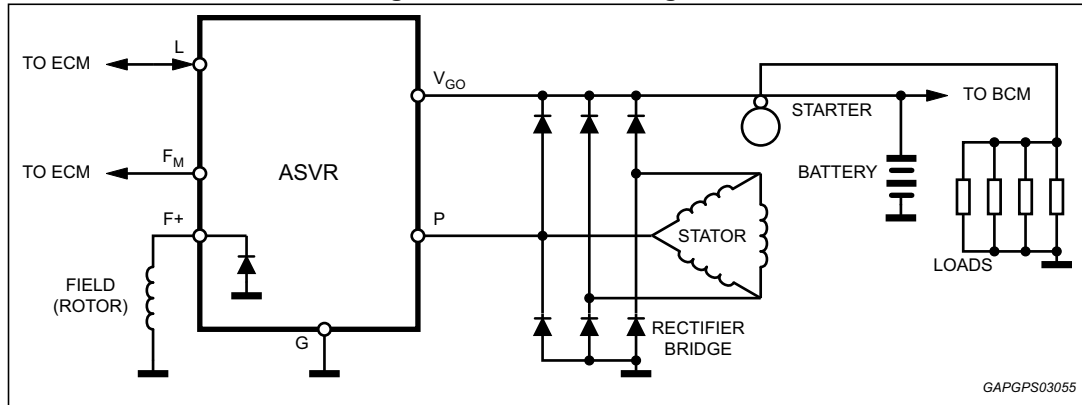 L
TO ECM
V_GO
TO BCM
STARTER
F_M
TO ECM
ASVR
BATTERY
F+
P
STATOR
FIELD
(ROTOR)
LOADS
RECTIFIER
BRIDGE
G
GAPGPS03055